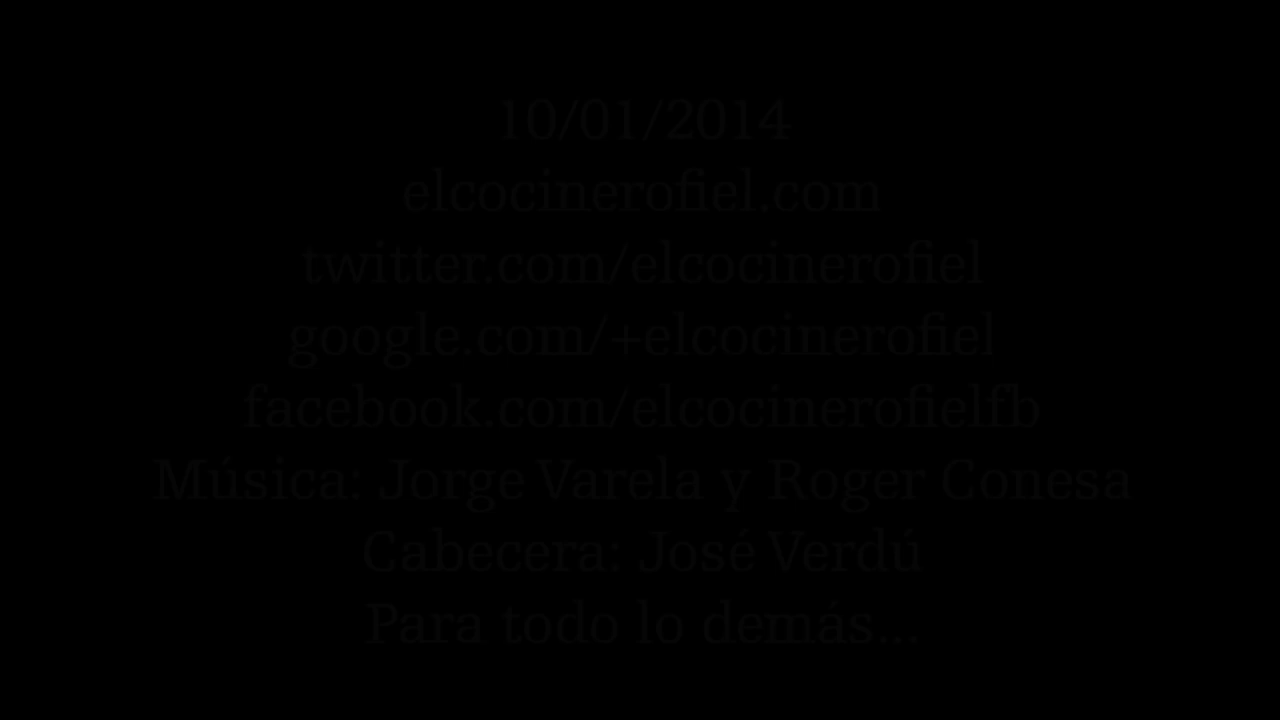 10/01/2014
elcocinerofiel.com
twitter.com/elcocinerofiel
google.com/+elcocinerofiel
facebook.com/elcocinerofielfb
Música: Jorge Varela y Roger Conesa
Cabecera: José Verdú
Para todo lo demás...